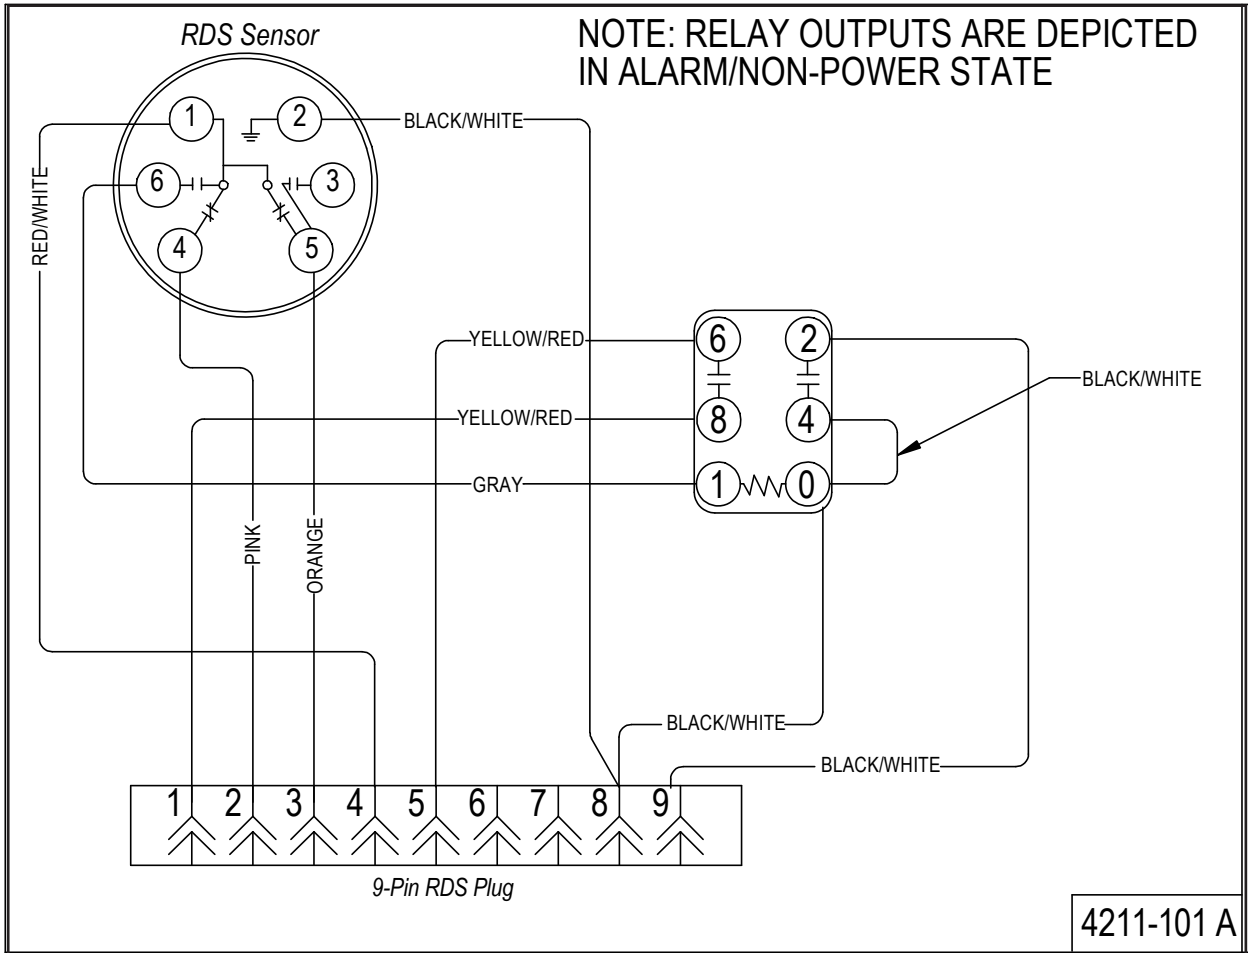 RDS Sensor
NOTE: RELAY OUTPUTS ARE DEPICTED
IN ALARM/NON-POWER STATE
1
2
BLACK/WHITE
RED/WHITE
6
3
4
5
YELLOW/RED
6
2
BLACK/WHITE
YELLOW/RED
8
4
GRAY
1
0
PINK
ORANGE
BLACK/WHITE
BLACK/WHITE
1 2 3 4 5 6 7 8 9
9-Pin RDS Plug
4211-101 A